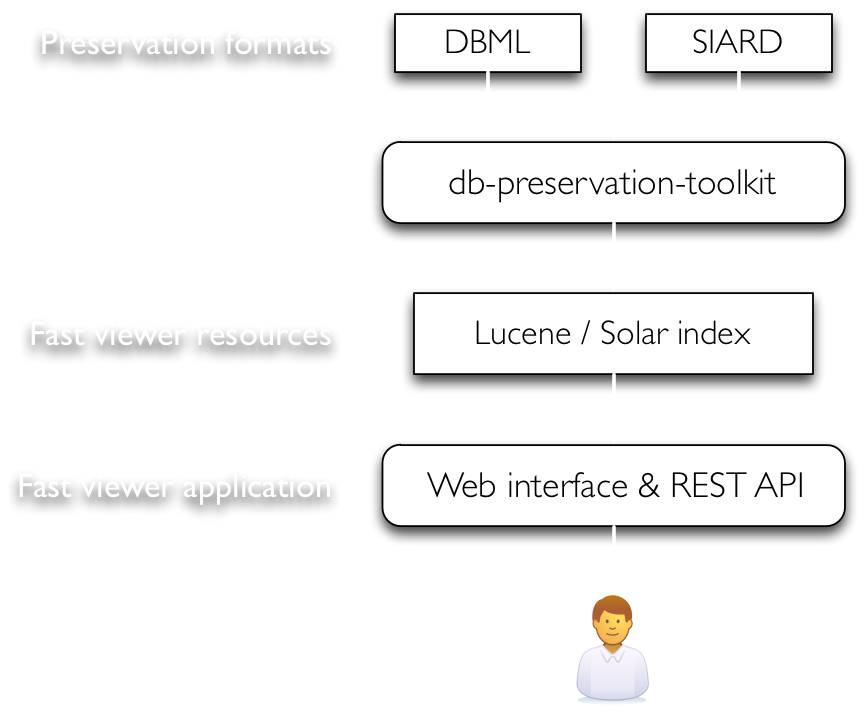 Preservation formats
DBML
SIARD
db-preservation-toolkit
Fast viewer resources
Lucene / Solar index
Fast viewer application
Web interface & REST API